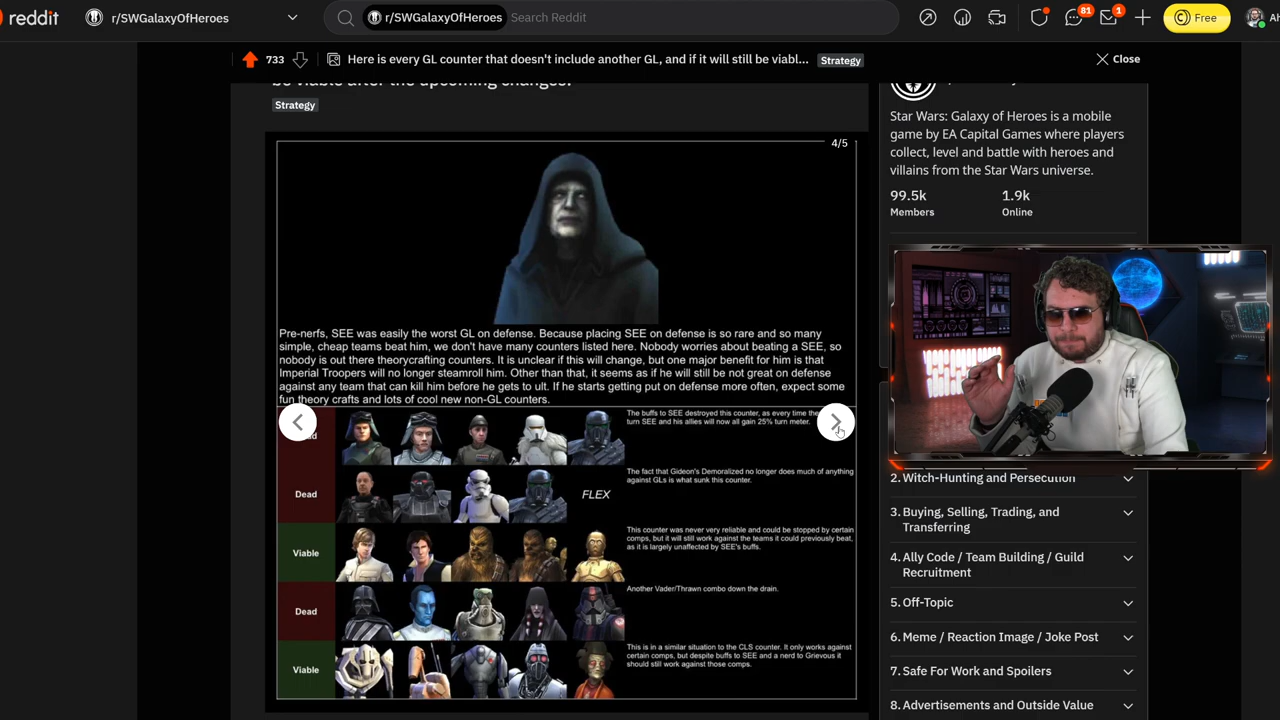 reddit
r/SWGalaxyOfHeroes
r/SWGalaxyOfHeroes
Search Reddit
81
1
Free
733
Here is every GL counter that doesn't include another GL, and if it will still be viabl...
Strategy
Close
be viable after the upcoming changes.
Strategy
4/5
Pre-nerfs, SEE was easily the worst GL on defense. Because placing SEE on defense is so rare and so many
simple, cheap teams beat him, we don't have many counters listed here. Nobody worries about beating a SEE, so
nobody is out there theorycrafting counters. It is unclear if this will change, but one major benefit for him is that
Imperial Troopers will no longer steamroll him. Other than that, it seems as if he will still be not great on defense
against any team that can kill him before he gets to ult. If he starts getting put on defense more often, expect some
fun theory crafts and lots of cool new non-GL counters.
The buffs to SEE destroyed this counter, as every time
turn SEE and his allies will now all gain 25% turn meter.
Dead
FLEX
The fact that Gideon's Demoralized no longer does much of anything
against GLs is what sunk this counter.
Viable
This counter was never very reliable and could be stopped by certain
comps, but it will still work against the teams it could previously beat,
as it is largely unaffected by SEE's buffs.
Dead
Another Vader/Thrawn combo down the drain.
Viable
This is in a similar situation to the CLS counter. It only works against
certain comps, but despite buffs to SEE and a nerd to Grievous it
should still work against those comps.
Star Wars: Galaxy of Heroes is a mobile
game by EA Capital Games where players
collect, level and battle with heroes and
villains from the Star Wars universe.
99.5k
1.9k
Members
Online
2. Witch-Hunting and Persecution
3. Buying, Selling, Trading, and
Transferring
4. Ally Code / Team Building / Guild
Recruitment
5. Off-Topic
6. Meme / Reaction Image / Joke Post
7. Safe For Work and Spoilers
8. Advertisements and Outside Value